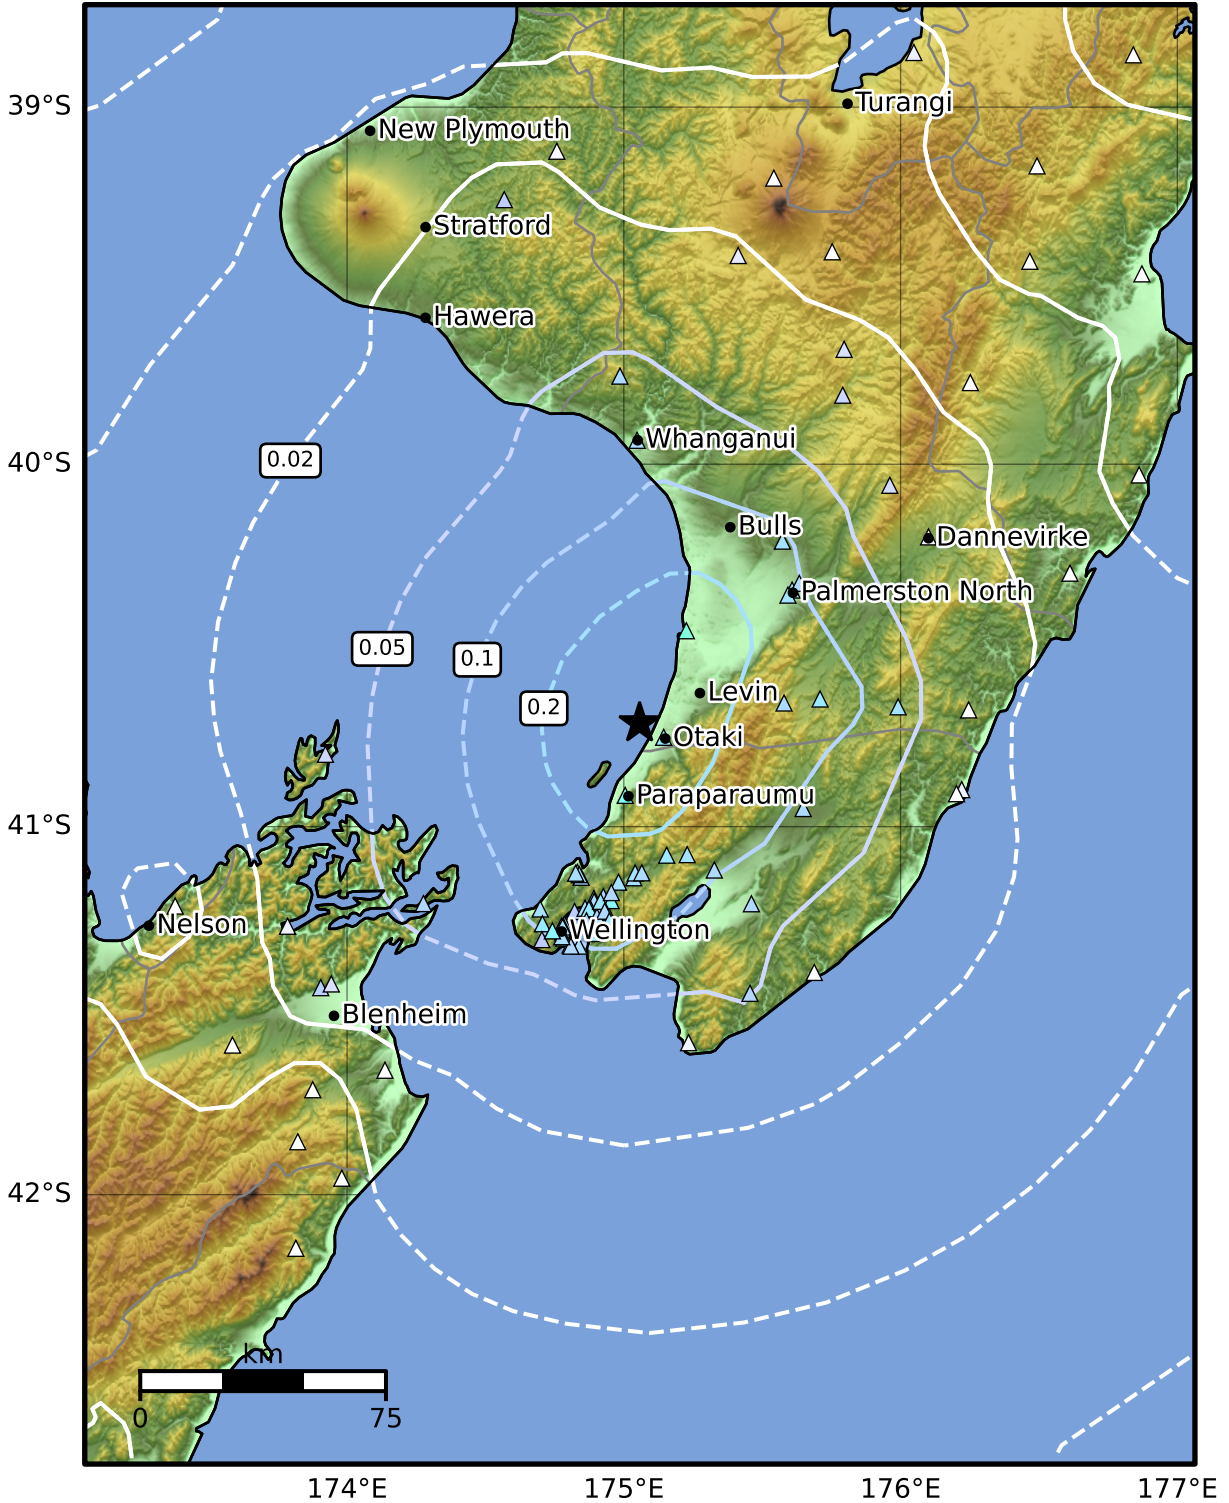 39°S
Turangi
New Plymouth
Stratford
Hawera
Whanganui
40°S
0.02
Bulls
Dannevirke
Palmerston North
0.05
0.1
Levin
0.2
Otaki
Paraparaumu
41°S
Nelson
Wellington
Blenheim
42°S
km
0
75
174°E
175°E
176°E
177°E